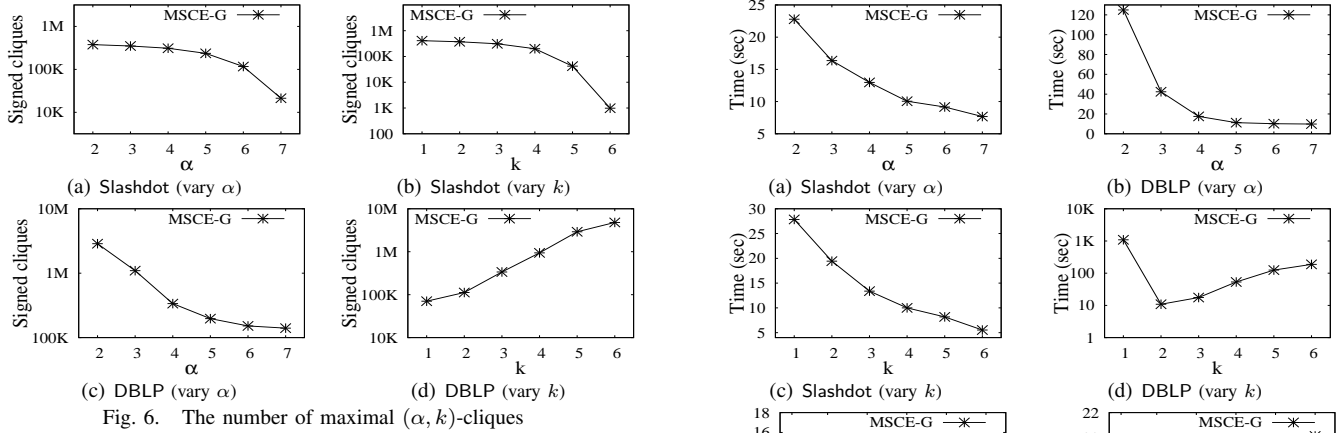 MSCE-G
Signed cliques
1M
100K
10K
2 3 4 5 6 7
α
(a) Slashdot (vary α)
MSCE-G
Signed cliques
1M
100K
10K
1K
100
1 2 3 4 5 6
k
(b) Slashdot (vary k)
MSCE-G
Signed cliques
10M
1M
100K
2 3 4 5 6 7
α
(c) DBLP (vary α)
MSCE-G
Signed cliques
10M
1M
100K
10K
1 2 3 4 5 6
k
(d) DBLP (vary k)
Fig. 6. The number of maximal (α, k)-cliques
MSCE-G
Time (sec)
25
20
15
10
5
2 3 4 5 6 7
α
(a) Slashdot (vary α)
MSCE-G
Time (sec)
120
100
80
60
40
20
0
2 3 4 5 6 7
α
(b) DBLP (vary α)
MSCE-G
Time (sec)
30
25
20
15
10
5
1 2 3 4 5 6
k
(c) Slashdot (vary k)
MSCE-G
Time (sec)
10K
1K
100
10
1
1 2 3 4 5 6
k
(d) DBLP (vary k)
18
MSCE-G
16
22
MSCE-G